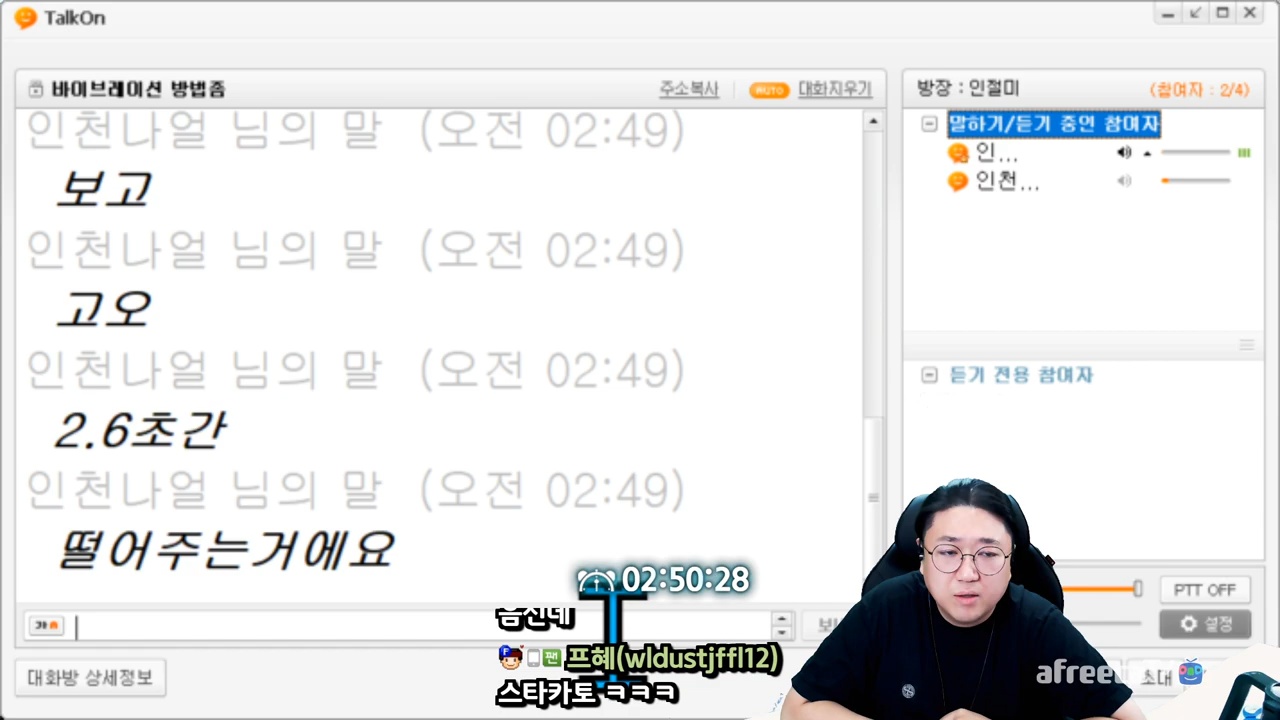 TalkOn
바이브레이션 방법좀
주소복사
AUTO 대화지우기
인천나얼 님의 말 (오전 02:49)
보고
인천나얼 님의 말 (오전 02:49)
고오
인천나얼 님의 말 (오전 02:49)
2.6초간
인천나얼 님의 말 (오전 02:49)
떨어주는거에요
가
대화방 상세정보
방장 : 인절미
(참여자 : 2/4)
말하기/듣기 중인 참여자
인...
인천...
듣기 전용 참여자
PTT OFF
설정
초대
02:50:28
팬 프혜(wldustjffl12)
스타카토 ㅋㅋㅋ